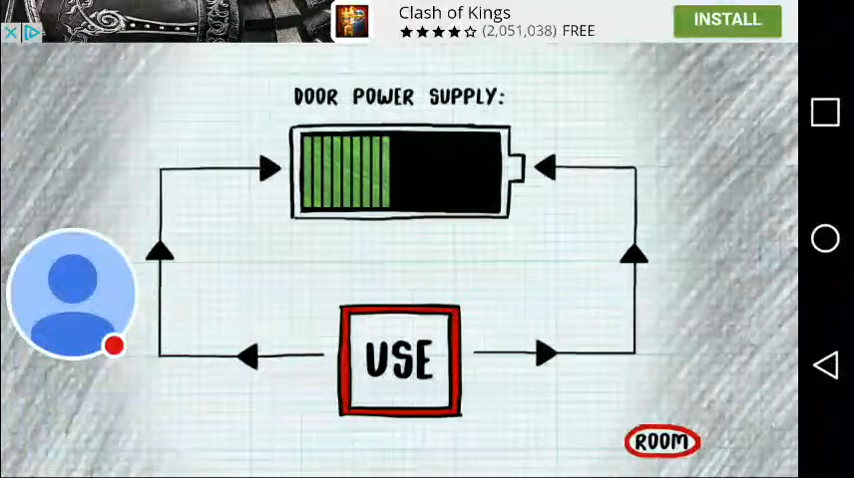 Clash of Kings
(2,051,038) FREE
INSTALL
DOOR POWER SUPPLY:
USE
ROOM